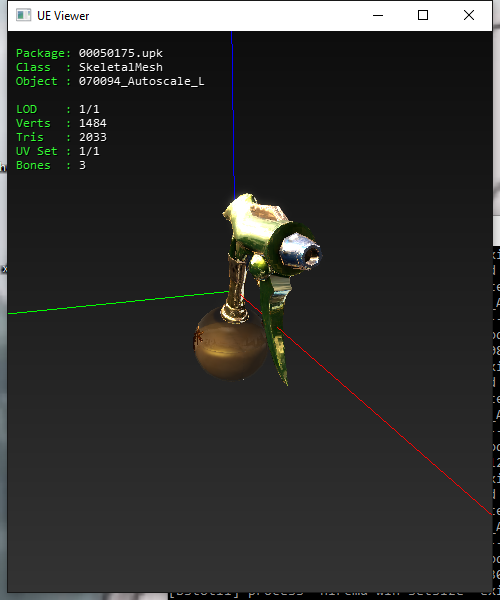 UE Viewer
Package: 00050175.upk
Class : SkeletalMesh
Object : 070094_Autoscale_L
LOD : 1/1
Verts : 1484
Tris : 2033
UV Set : 1/1
Bones : 3